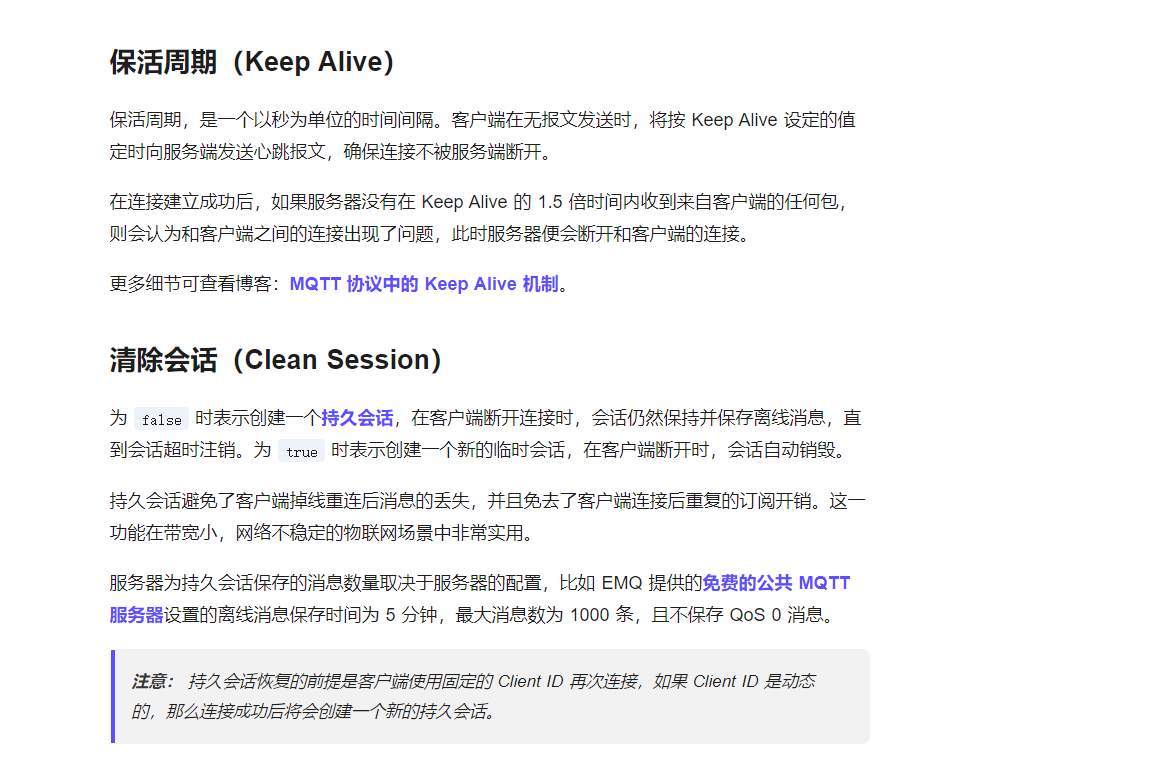 保活周期（Keep Alive）
保活周期，是一个以秒为单位的时间间隔。客户端在无报文发送时，将按 Keep Alive 设定的值
定时向服务端发送心跳报文，确保连接不被服务端断开。
在连接建立成功后，如果服务器没有在 Keep Alive 的 1.5 倍时间内收到来自客户端的任何包，
则会认为和客户端之间的连接出现了问题，此时服务器便会断开和客户端的连接。
更多细节可查看博客：MQTT 协议中的 Keep Alive 机制。
清除会话（Clean Session）
为 false 时表示创建一个持久会话，在客户端断开连接时，会话仍然保持并保存离线消息，直
到会话超时注销。为 true 时表示创建一个新的临时会话，在客户端断开时，会话自动销毁。
持久会话避免了客户端掉线重连后消息的丢失，并且免去了客户端连接后重复的订阅开销。这一
功能在带宽小，网络不稳定的物联网场景中非常实用。
服务器为持久会话保存的消息数量取决于服务器的配置，比如 EMQ 提供的免费的公共 MQTT
服务器设置的离线消息保存时间为 5 分钟，最大消息数为 1000 条，且不保存 QoS 0 消息。
注意： 持久会话恢复的前提是客户端使用固定的 Client ID 再次连接，如果 Client ID 是动态
的，那么连接成功后将会创建一个新的持久会话。